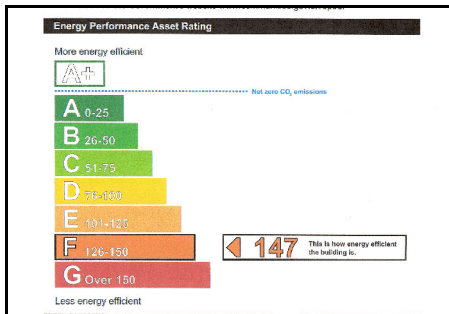 Energy Performance Asset Rating
More energy efficient
A+
Net zero CO₂ emissions
A 0-25
B 26-50
C 51-75
D 76-100
E 101-125
F 126-150
147
This is how energy efficient
the building is.
G Over 150
Less energy efficient